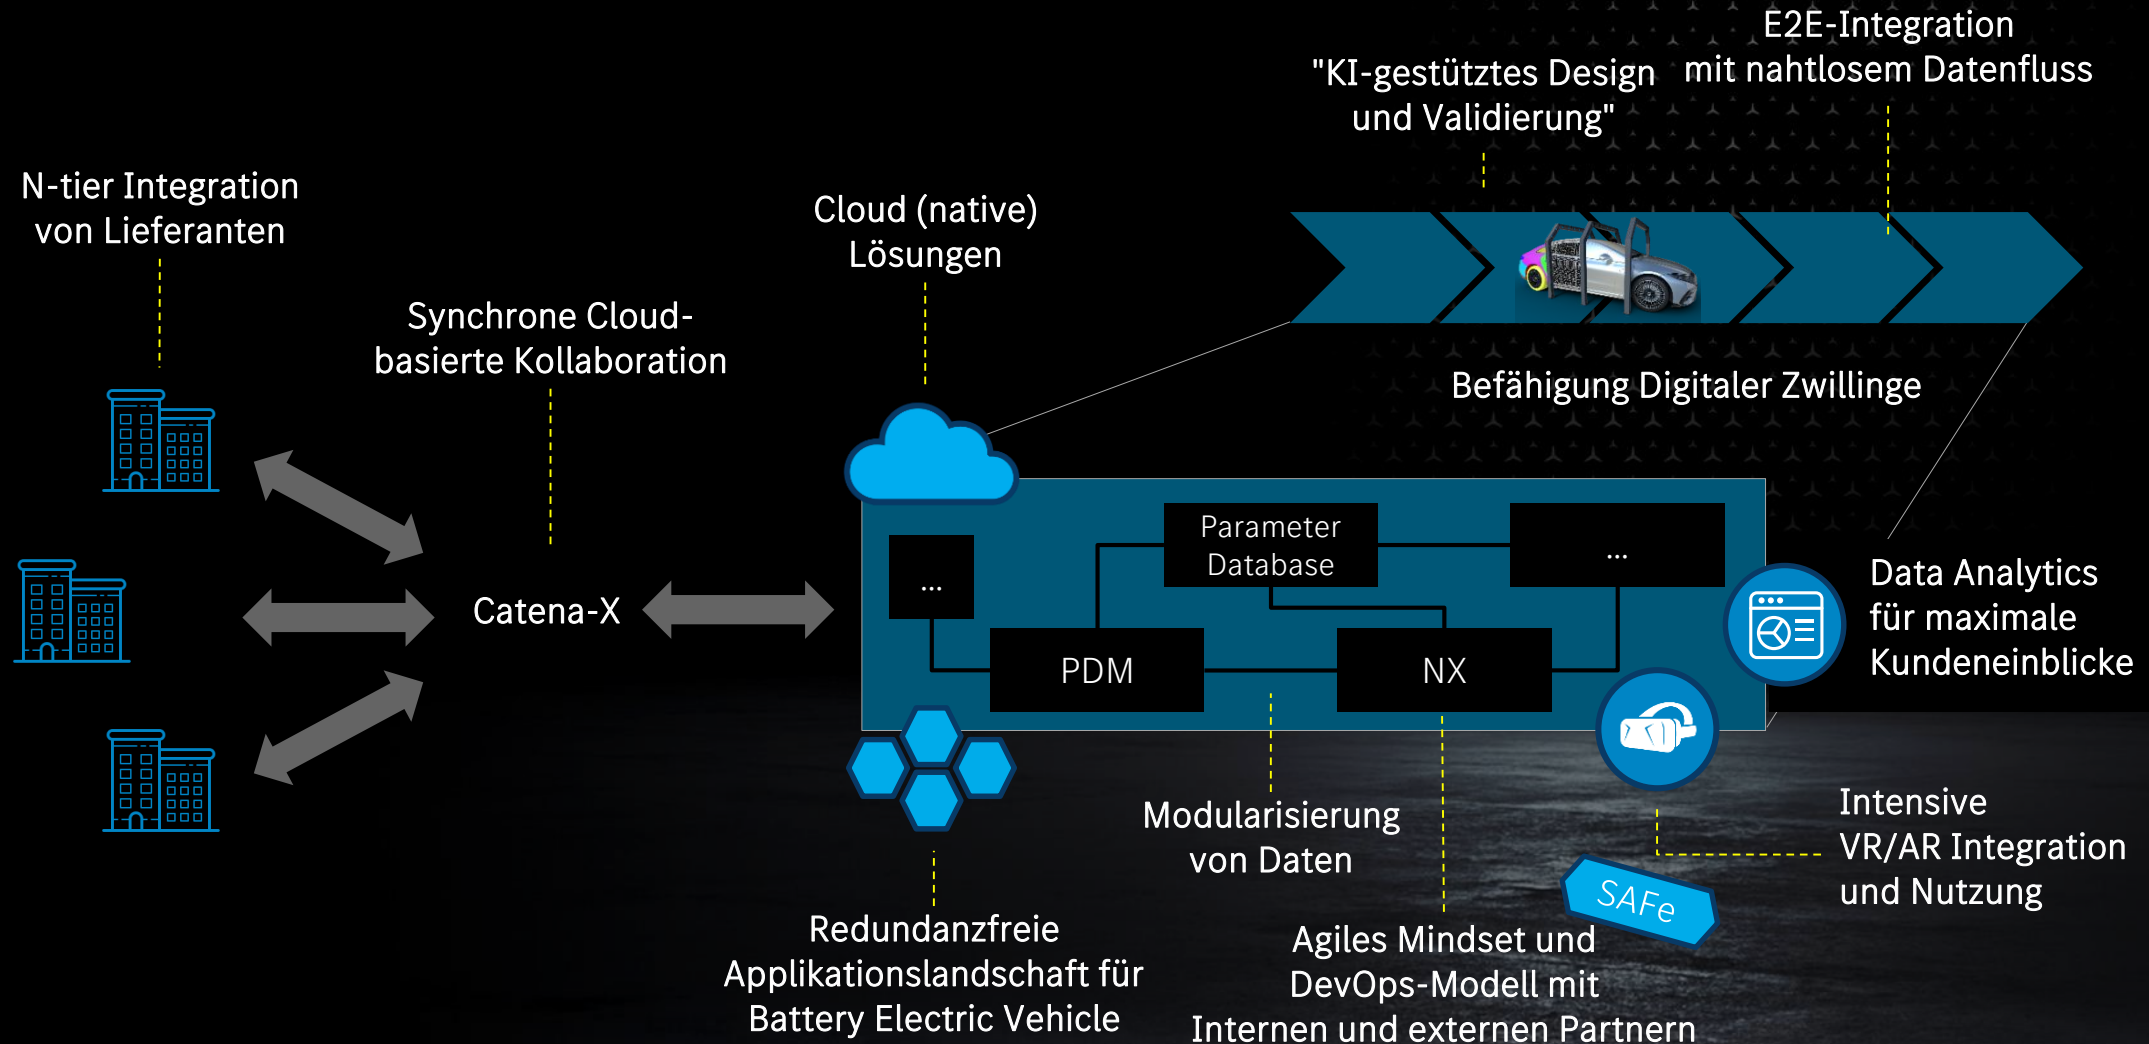 E2E-Integration
mit nahtlosem Datenfluss
"KI-gestütztes Design
und Validierung"
N-tier Integration
von Lieferanten
Cloud (native)
Lösungen
Synchrone Cloud-
basierte Kollaboration
Befähigung Digitaler Zwillinge
Parameter
Database
...
...
Catena-X
PDM
NX
Data Analytics
für maximale
Kundeneinblicke
Modularisierung
von Daten
Intensive
VR/AR Integration
und Nutzung
SAFe
Redundanzfreie
Applikationslandschaft für
Battery Electric Vehicle
Agiles Mindset und
DevOps-Modell mit
Internen und externen Partnern